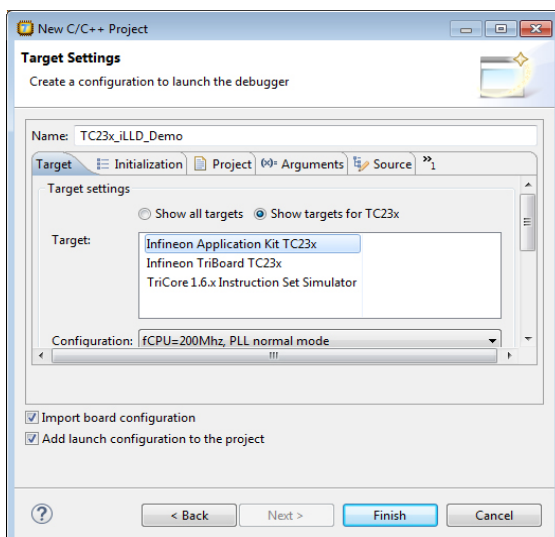 New C/C++ Project
Target Settings
Create a configuration to launch the debugger
Name: TC23x_iLLD_Demo
Target Initialization Project (x)= Arguments Source »1
Target settings
Show all targets Show targets for TC23x
Target: Infineon Application Kit TC23x
Infineon TriBoard TC23x
TriCore 1.6.x Instruction Set Simulator
Configuration: fCPU=200Mhz, PLL normal mode
Import board configuration
Add launch configuration to the project
? < Back Next > Finish Cancel